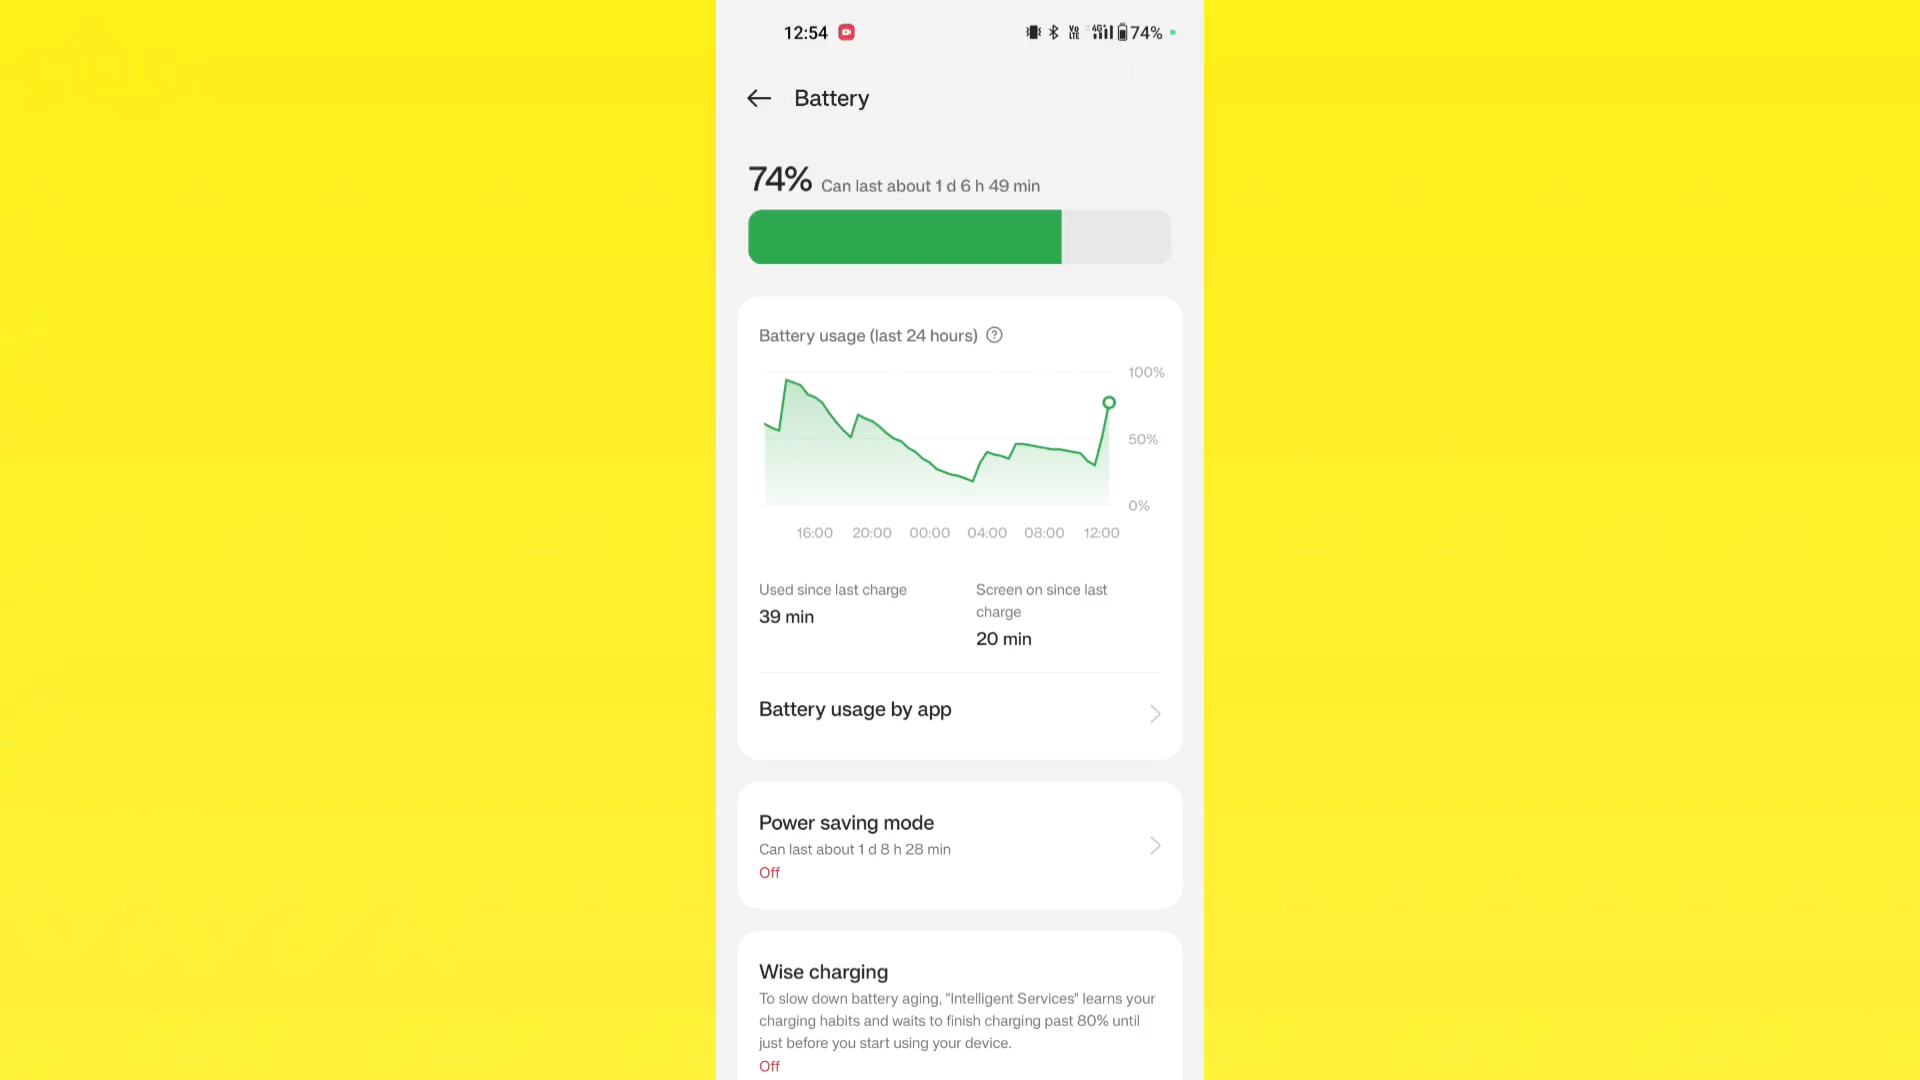 12:54
Vo LTE 4G+ 74%
Battery
74% Can last about 1 d 6 h 49 min
Battery usage (last 24 hours) ?
100%
50%
0%
16:00 20:00 00:00 04:00 08:00 12:00
Used since last charge
39 min
Screen on since last
charge
20 min
Battery usage by app
Power saving mode
Can last about 1 d 8 h 28 min
Off
Wise charging
To slow down battery aging, "Intelligent Services" learns your
charging habits and waits to finish charging past 80% until
just before you start using your device.
Off